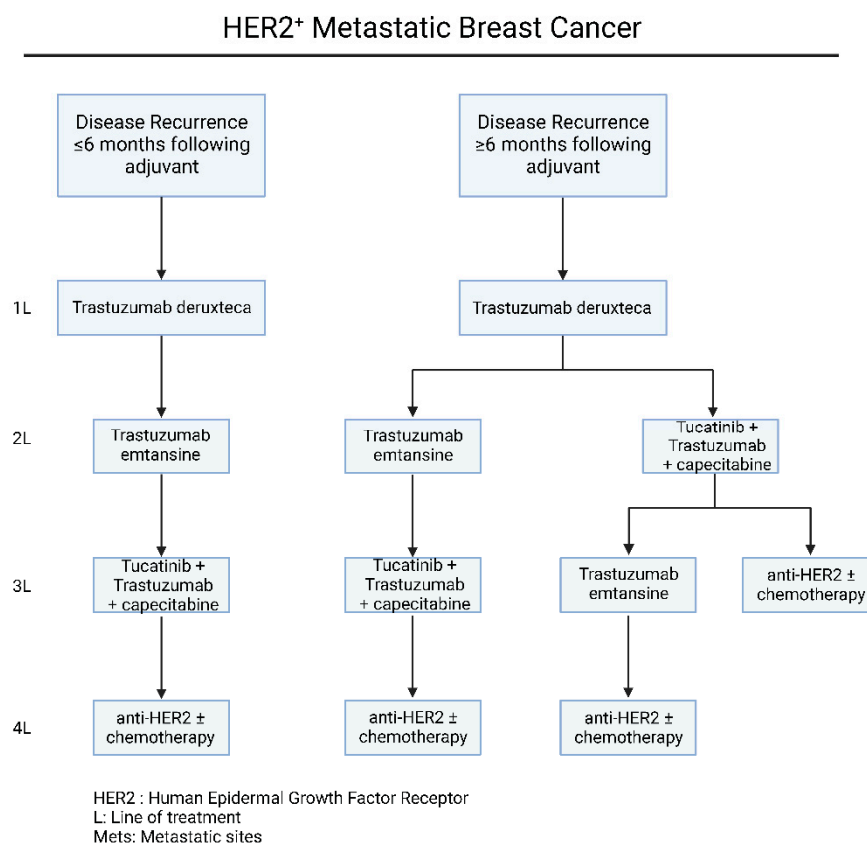 HER2⁺ Metastatic Breast Cancer
Disease Recurrence
≤6 months following
adjuvant
Disease Recurrence
≥6 months following
adjuvant
1L
Trastuzumab deruxteca
Trastuzumab deruxteca
2L
Trastuzumab
emtansine
Trastuzumab
emtansine
Tucatinib +
Trastuzumab
+ capecitabine
3L
Tucatinib +
Trastuzumab
+ capecitabine
Tucatinib +
Trastuzumab
+ capecitabine
Trastuzumab
emtansine
anti-HER2 ±
chemotherapy
4L
anti-HER2 ±
chemotherapy
anti-HER2 ±
chemotherapy
anti-HER2 ±
chemotherapy
HER2 : Human Epidermal Growth Factor Receptor
L: Line of treatment
Mets: Metastatic sites